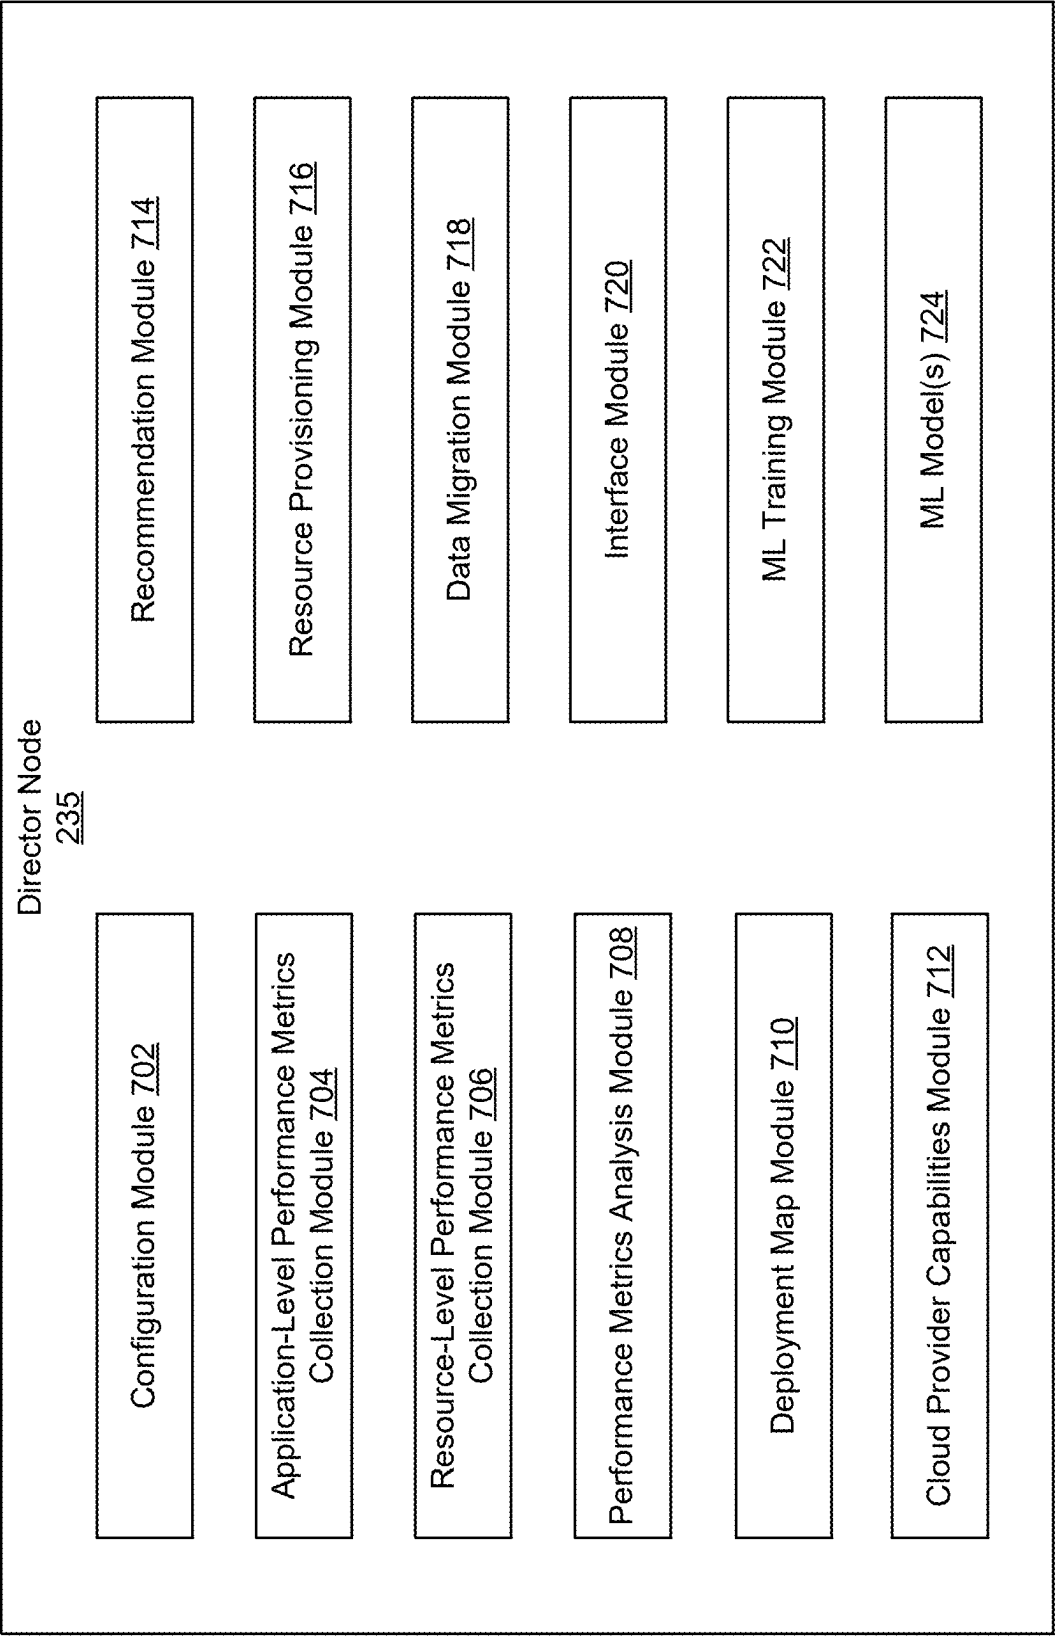 Director Node
235
Configuration Module 702
Application-Level Performance Metrics
Collection Module 704
Resource-Level Performance Metrics
Collection Module 706
Performance Metrics Analysis Module 708
Deployment Map Module 710
Cloud Provider Capabilities Module 712
Recommendation Module 714
Resource Provisioning Module 716
Data Migration Module 718
Interface Module 720
ML Training Module 722
ML Model(s) 724